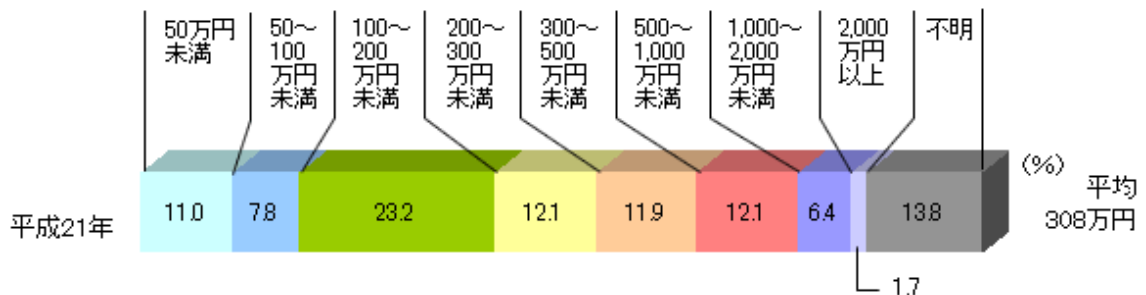 50万円
未満
50～
100
万円
未満
100～
200
万円
未満
200～
300
万円
未満
300～
500
万円
未満
500～
1,000
万円
未満
1,000～
2,000
万円
未満
2,000
万円
以上
不明
(%)
平成21年
11.0
7.8
23.2
12.1
11.9
12.1
6.4
13.8
1.7
平均
308万円